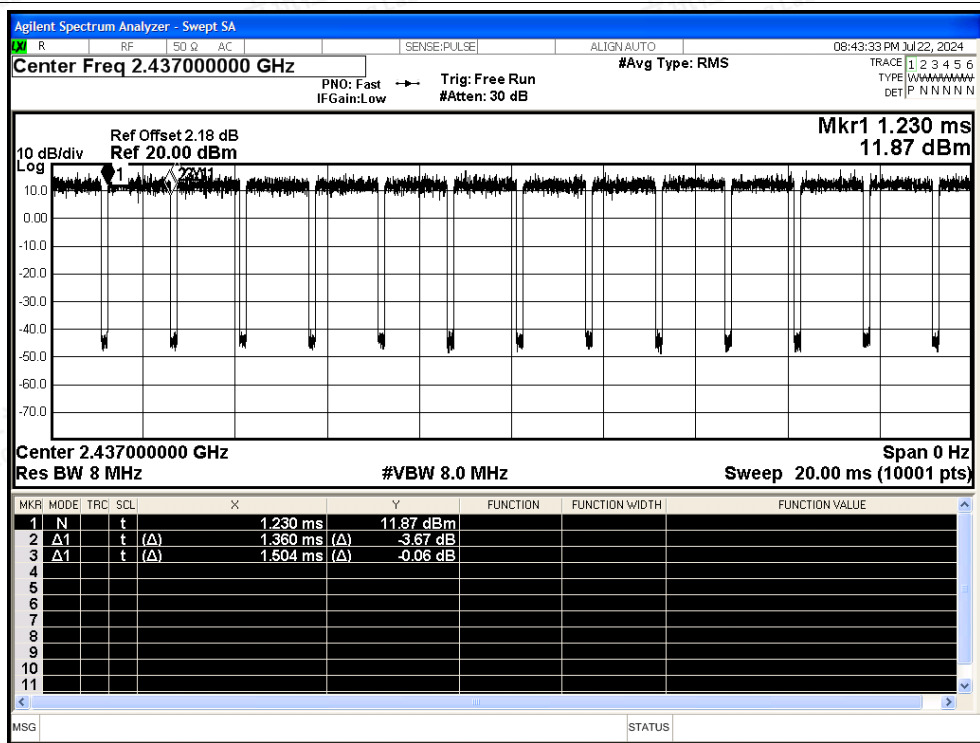 Agilent Spectrum Analyzer - Swept SA
LXI R RF 50 Ω AC SENSE:PULSE ALIGN AUTO 08:43:33 PM Jul 22, 2024
Center Freq 2.437000000 GHz #Avg Type: RMS TRACE 1 2 3 4 5 6
PNO: Fast Trig: Free Run TYPE WWWWWW
IFGain:Low #Atten: 30 dB DET P N N N N N
Mkr1 1.230 ms
Ref Offset 2.18 dB
10 dB/div Ref 20.00 dBm 11.87 dBm
Log
1
10.0
0.00
-10.0
-20.0
-30.0
-40.0
-50.0
-60.0
-70.0
Center 2.437000000 GHz Span 0 Hz
Res BW 8 MHz #VBW 8.0 MHz Sweep 20.00 ms (10001 pts)
MKR MODE TRC SCL X Y FUNCTION FUNCTION WIDTH FUNCTION VALUE
1 N t 1.230 ms 11.87 dBm
2 Δ1 t (Δ) 1.360 ms (Δ) -3.67 dB
3 Δ1 t (Δ) 1.504 ms (Δ) -0.06 dB
4
5
6
7
8
9
10
11
MSG STATUS